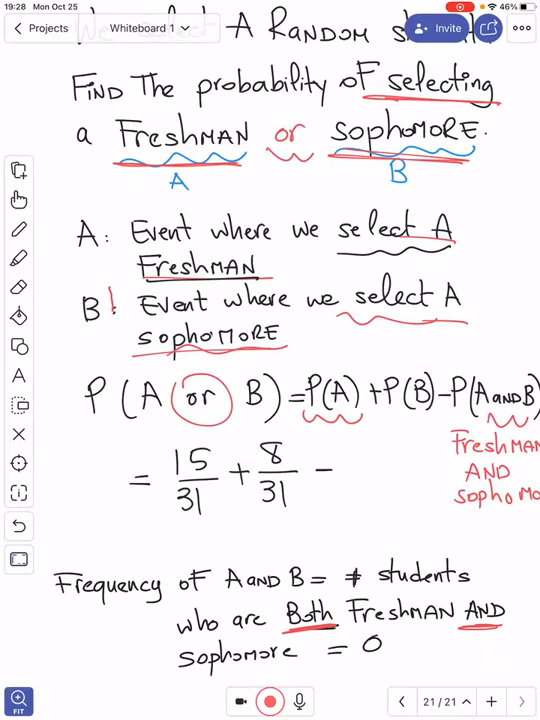 19:28 Mon Oct 25
46%
Projects
Whiteboard 1
Invite
We select A RANDOM
FIND The probability OF selecting
a FresHMAN or SOPHOMORE.
A
B
A: Event where we select A
FresHMAN
B: Event where we select A
SOPHOMORE
P (A or B) = P(A) + P(B) - P(A AND B)
FresHMAN
AND
= 15/31 + 8/31 -
Frequency of A AND B = # students
who are Both FresHMAN AND
sophomore = 0
A
FIT
21/21